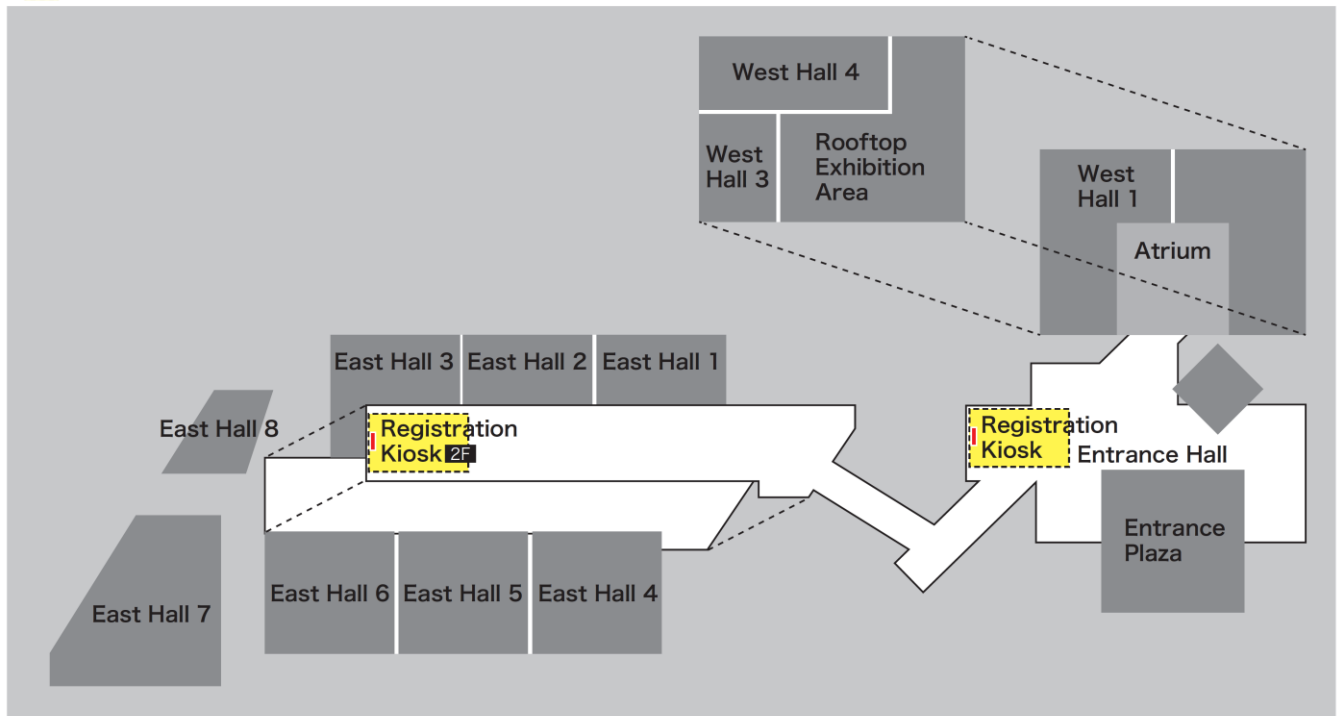 West Hall 4
West
Hall 3
Rooftop
Exhibition
Area
West
Hall 1
Atrium
East Hall 3
East Hall 2
East Hall 1
East Hall 8
Registration
Kiosk 2F
Registration
Kiosk
Entrance Hall
Entrance
Plaza
East Hall 6
East Hall 5
East Hall 4
East Hall 7